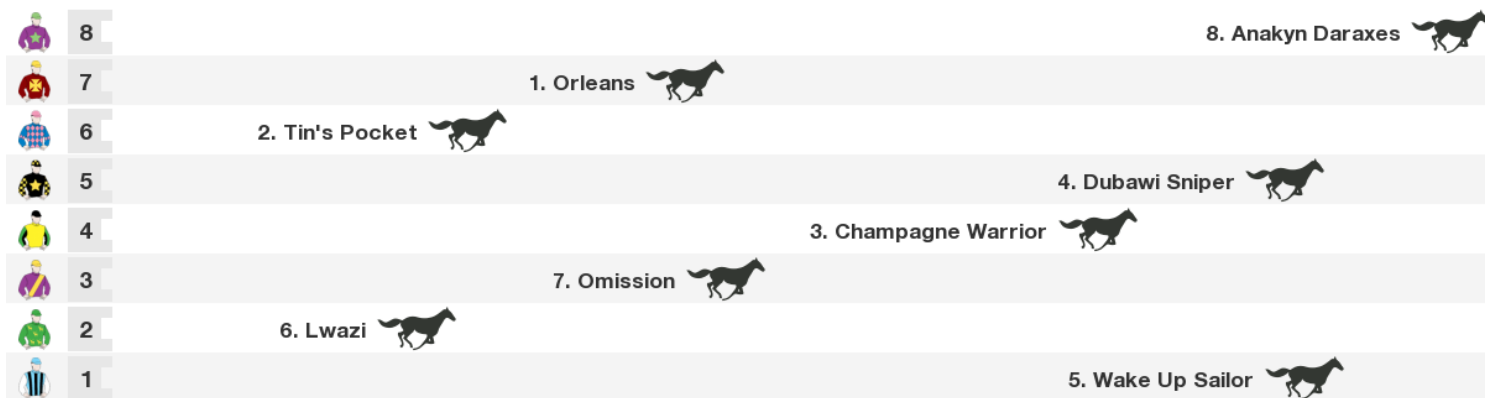 8 8. Anakyn Daraxes
7 1. Orleans
6 2. Tin's Pocket
5 4. Dubawi Sniper
4 3. Champagne Warrior
3 7. Omission
2 6. Lwazi
1 5. Wake Up Sailor